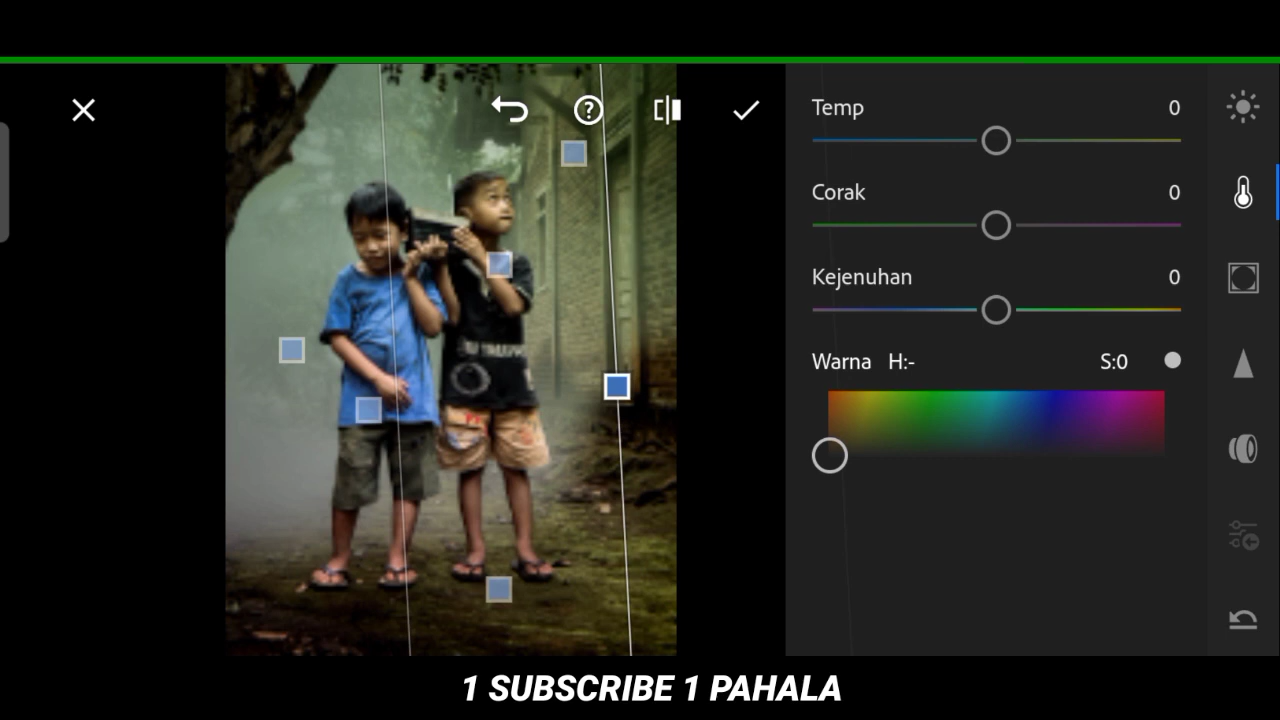 Temp 0
Corak 0
Kejenuhan 0
Warna H:- S:0
1 SUBSCRIBE 1 PAHALA